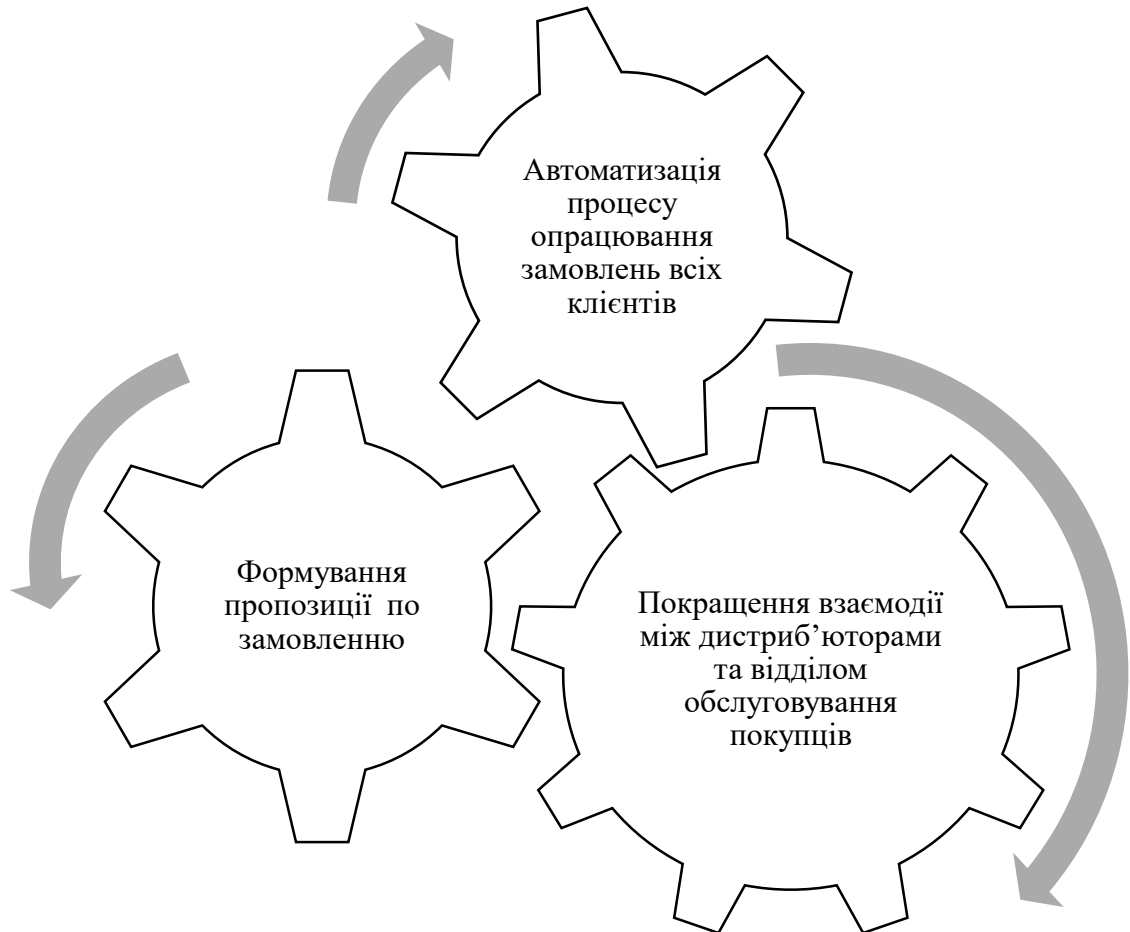 Автоматизація
процесу
опрацювання
замовлень всіх
клієнтів
Формування
пропозиції по
замовленню
Покращення взаємодії
між дистриб’юторами
та відділом
обслуговування
покупців